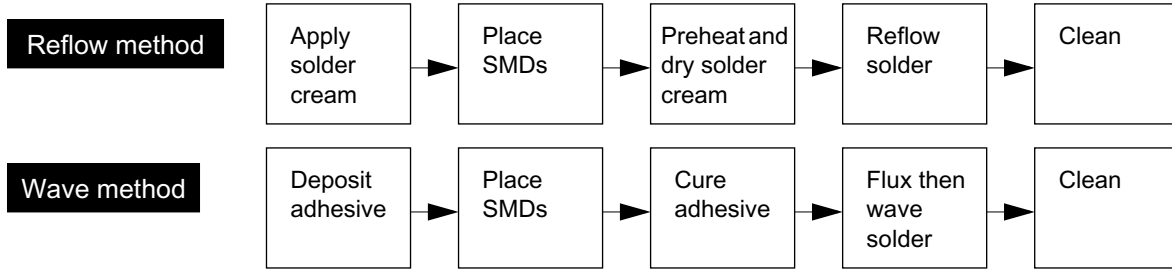 Reflow method
Apply
solder
cream
Place
SMDs
Preheat and
dry solder
cream
Reflow
solder
Clean
Wave method
Deposit
adhesive
Place
SMDs
Cure
adhesive
Flux then
wave
solder
Clean